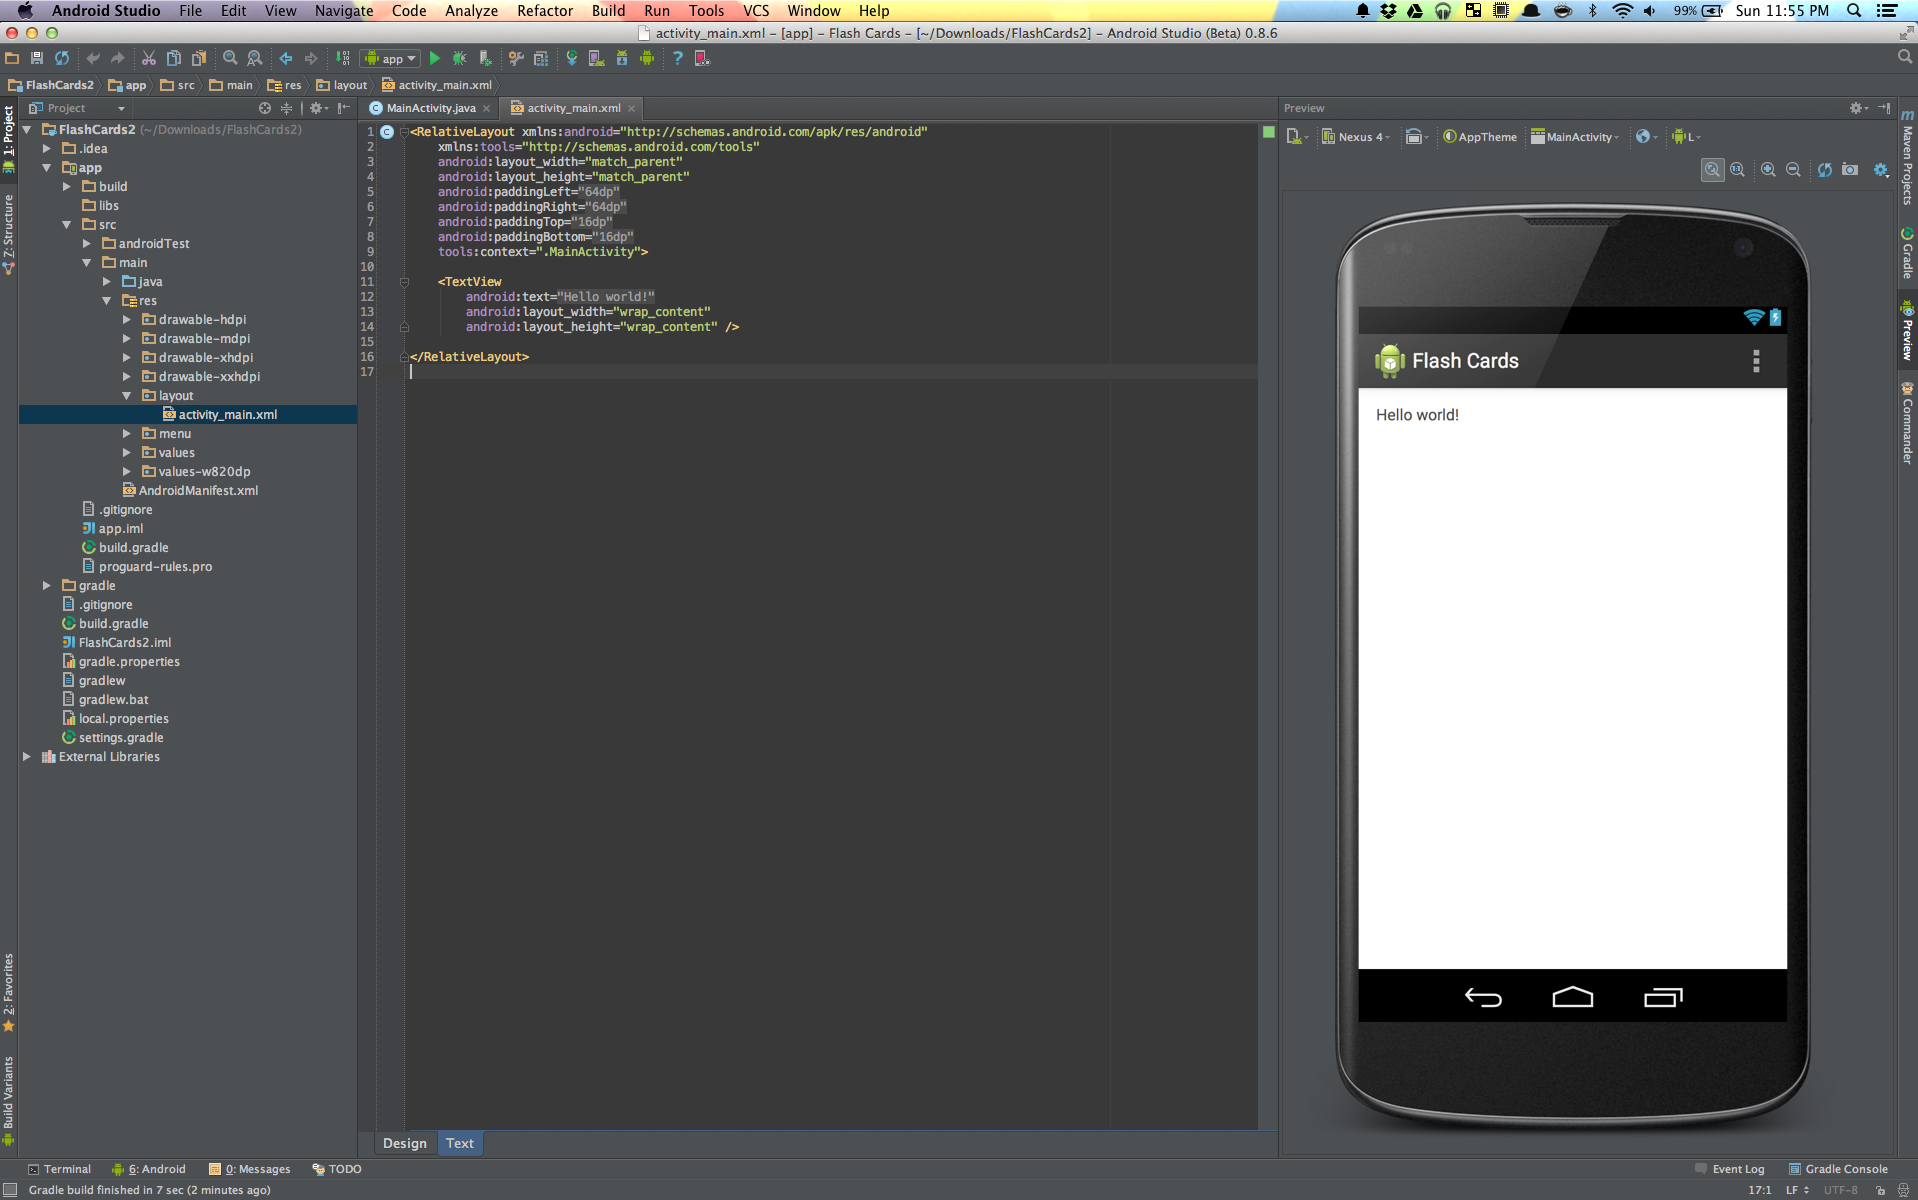 Android Studio File Edit View Navigate Code Analyze Refactor Build Run Tools VCS Window Help 99% Sun 11:55 PM
activity_main.xml – [app] – Flash Cards – [~/Downloads/FlashCards2] – Android Studio (Beta) 0.8.6
app
FlashCards2 app src main res layout activity_main.xml
Project
MainActivity.java activity_main.xml
Preview
1: Project
Z: Structure
2: Favorites
Build Variants
FlashCards2 (~/Downloads/FlashCards2)
.idea
app
build
libs
src
androidTest
main
java
res
drawable-hdpi
drawable-mdpi
drawable-xhdpi
drawable-xxhdpi
layout
activity_main.xml
menu
values
values-w820dp
AndroidManifest.xml
.gitignore
app.iml
build.gradle
proguard-rules.pro
gradle
.gitignore
build.gradle
FlashCards2.iml
gradle.properties
gradlew
gradlew.bat
local.properties
settings.gradle
External Libraries
1 <RelativeLayout xmlns:android="http://schemas.android.com/apk/res/android"
2 xmlns:tools="http://schemas.android.com/tools"
3 android:layout_width="match_parent"
4 android:layout_height="match_parent"
5 android:paddingLeft="64dp"
6 android:paddingRight="64dp"
7 android:paddingTop="16dp"
8 android:paddingBottom="16dp"
9 tools:context=".MainActivity">
10
11 <TextView
12 android:text="Hello world!"
13 android:layout_width="wrap_content"
14 android:layout_height="wrap_content" />
15
16 </RelativeLayout>
17
Design Text
Nexus 4 AppTheme MainActivity L
Flash Cards
Hello world!
Maven Projects
Gradle
Preview
Commander
Terminal 6: Android 0: Messages TODO Event Log Gradle Console
Gradle build finished in 7 sec (2 minutes ago) 17:1 LF UTF-8